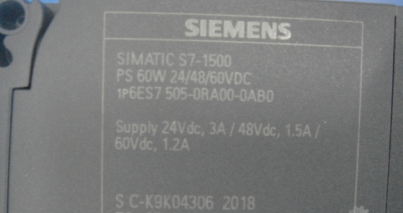 SIEMENS
SIMATIC S7-1500
PS 60W 24/48/60VDC
1P6ES7 505-0RA00-0AB0
Supply 24Vdc, 3A / 48Vdc, 1.5A /
60Vdc, 1.2A
S C-K9K04306 2018